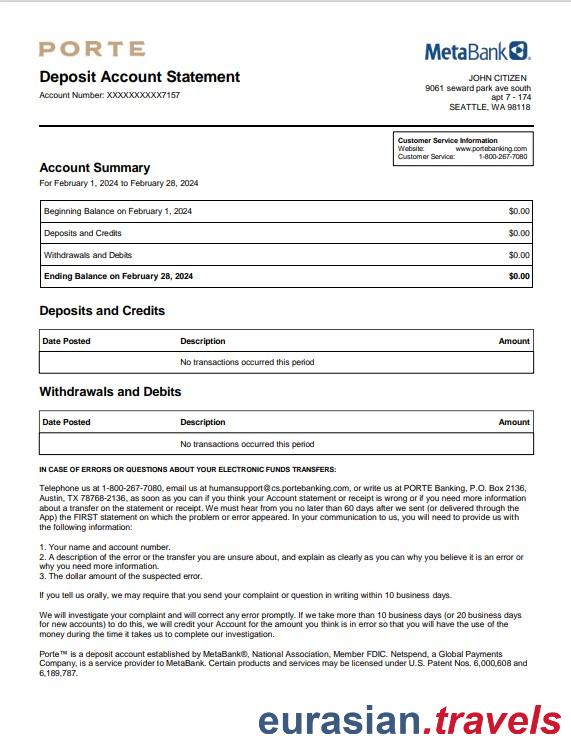 PORTE
MetaBank®
Deposit Account Statement
Account Number: XXXXXXXXXX7157
JOHN CITIZEN
9061 seward park ave south
apt 7 - 174
SEATTLE, WA 98118
Customer Service Information
Website: www.portebanking.com
Customer Service: 1-800-267-7080
Account Summary
For February 1, 2024 to February 28, 2024
Beginning Balance on February 1, 2024 $0.00
Deposits and Credits $0.00
Withdrawals and Debits $0.00
Ending Balance on February 28, 2024 $0.00
Deposits and Credits
Date Posted Description Amount
No transactions occurred this period
Withdrawals and Debits
Date Posted Description Amount
No transactions occurred this period
IN CASE OF ERRORS OR QUESTIONS ABOUT YOUR ELECTRONIC FUNDS TRANSFERS:
Telephone us at 1-800-267-7080, email us at humansupport@cs.portebanking.com, or write us at PORTE Banking, P.O. Box 2136,
Austin, TX 78768-2136, as soon as you can if you think your Account statement or receipt is wrong or if you need more information
about a transfer on the statement or receipt. We must hear from you no later than 60 days after we sent (or delivered through the
App) the FIRST statement on which the problem or error appeared. In your communication to us, you will need to provide us with
the following information:
1. Your name and account number.
2. A description of the error or the transfer you are unsure about, and explain as clearly as you can why you believe it is an error or
why you need more information.
3. The dollar amount of the suspected error.
If you tell us orally, we may require that you send your complaint or question in writing within 10 business days.
We will investigate your complaint and will correct any error promptly. If we take more than 10 business days (or 20 business days
for new accounts) to do this, we will credit your Account for the amount you think is in error so that you will have the use of the
money during the time it takes us to complete our investigation.
Porte™ is a deposit account established by MetaBank®, National Association, Member FDIC. Netspend, a Global Payments
Company, is a service provider to MetaBank. Certain products and services may be licensed under U.S. Patent Nos. 6,000,608 and
6,189,787.
eurasian.travels